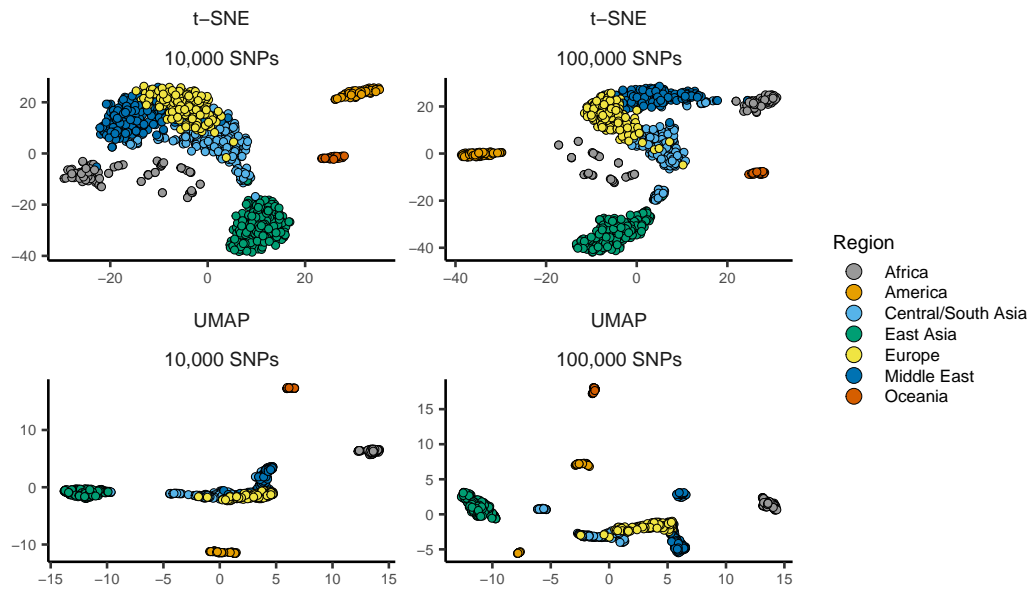 t−SNE
10,000 SNPs
20
0
−20
−40
−20
0
20
t−SNE
100,000 SNPs
20
0
−20
−40
−40
−20
0
20
UMAP
10,000 SNPs
10
0
−10
−15
−10
−5
0
5
10
15
UMAP
100,000 SNPs
15
10
5
0
−5
−10
−5
0
5
10
15
Region
Africa
America
Central/South Asia
East Asia
Europe
Middle East
Oceania